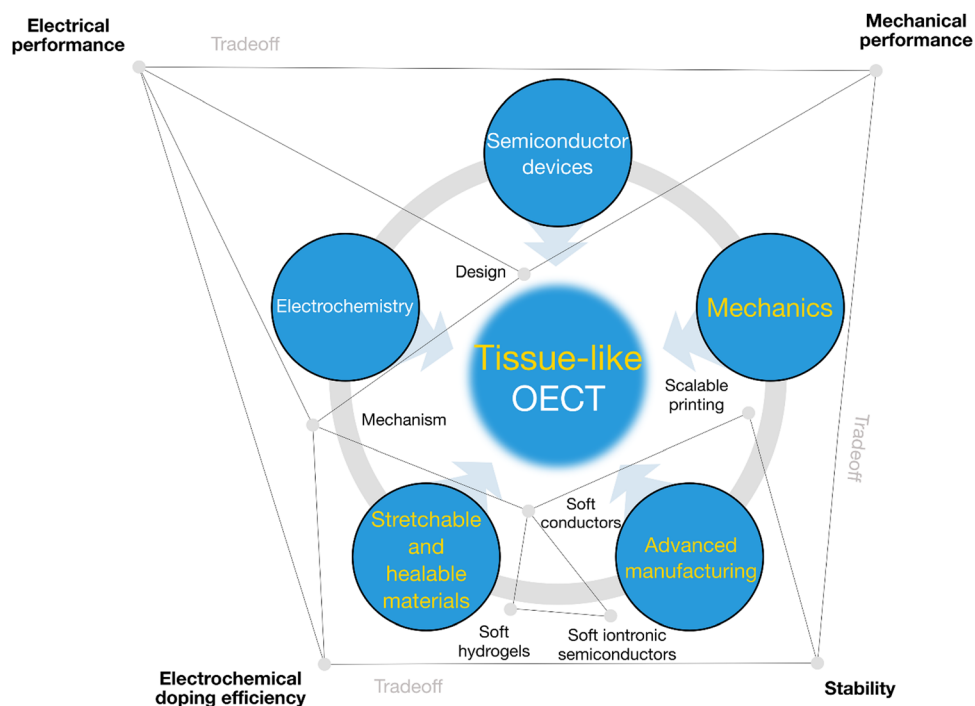 Electrical
performance
Tradeoff
Mechanical
performance
Semiconductor
devices
Design
Electrochemistry
Mechanics
Tissue-like
OECT
Scalable
printing
Mechanism
Tradeoff
Soft
conductors
Stretchable
and
healable
materials
Advanced
manufacturing
Soft
hydrogels
Soft iontronic
semiconductors
Electrochemical
doping efficiency
Tradeoff
Stability